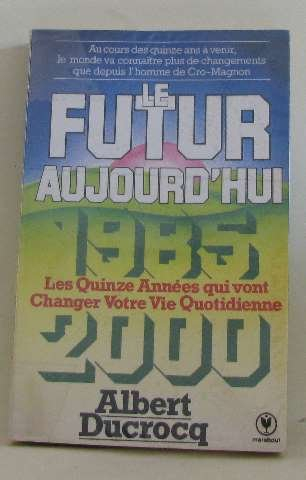 Au cours des quinze ans à venir,
le monde va connaître plus de changements
que depuis l'homme de Cro-Magnon
LE
FUTUR
AUJOURD'HUI
1985
Les Quinze Années qui vont
Changer Votre Vie Quotidienne
2000
Albert
Ducrocq
marabout